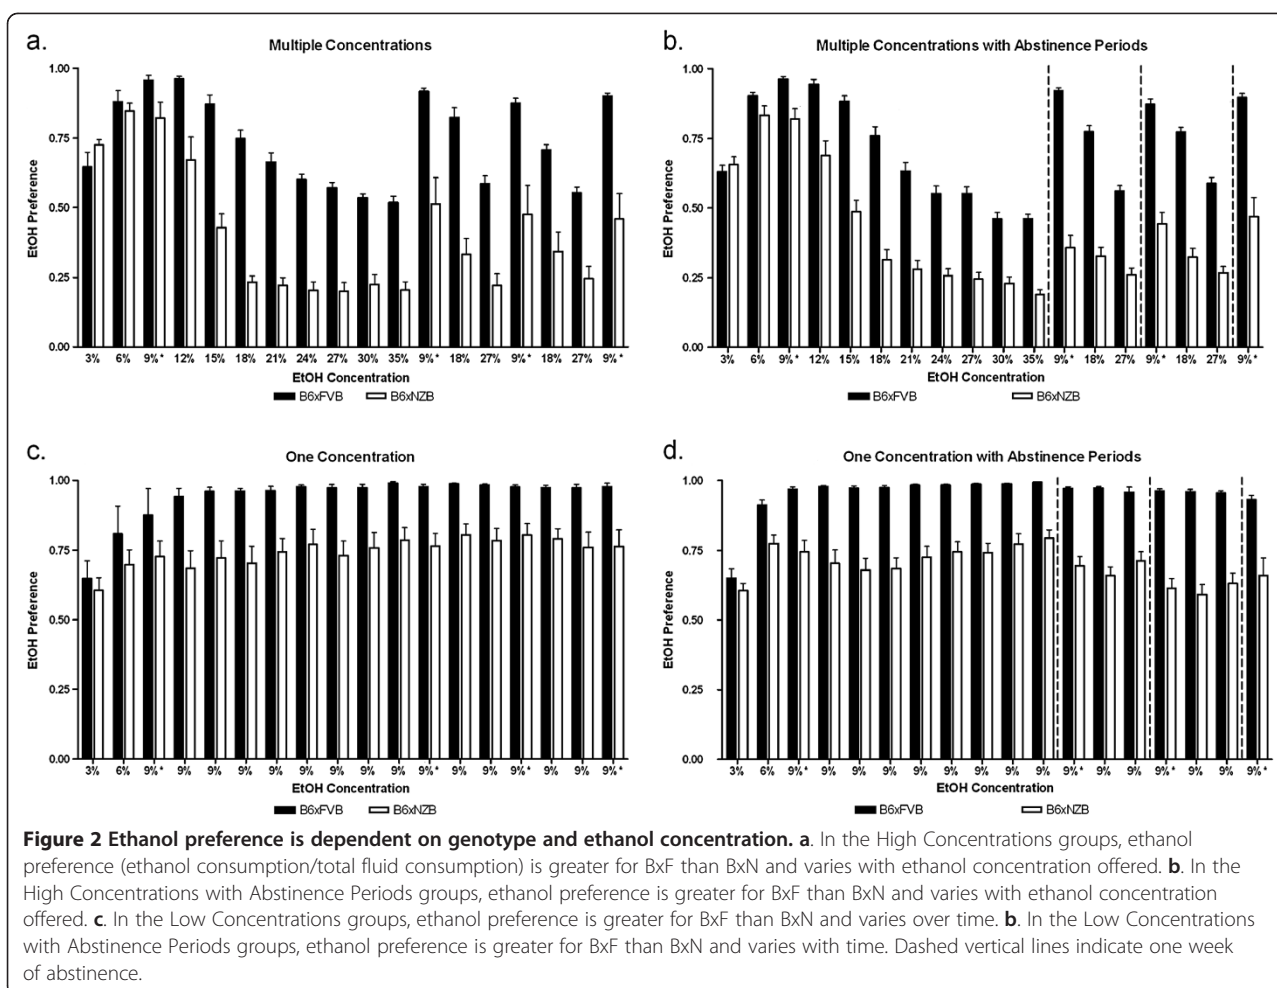 a.
Multiple Concentrations
1.00
0.75
0.50
0.25
0.00
EtOH Preference
3% 6% 9%* 12% 15% 18% 21% 24% 27% 30% 35% 9%* 18% 27% 9%* 18% 27% 9%*
EtOH Concentration
B6xFVB B6xNZB
b.
Multiple Concentrations with Abstinence Periods
1.00
0.75
0.50
0.25
0.00
EtOH Preference
3% 6% 9%* 12% 15% 18% 21% 24% 27% 30% 35% 9%* 18% 27% 9%* 18% 27% 9%*
EtOH Concentration
B6xFVB B6xNZB
c.
One Concentration
1.00
0.75
0.50
0.25
0.00
EtOH Preference
3% 6% 9%* 9% 9% 9% 9% 9% 9% 9% 9% 9%* 9% 9% 9%* 9% 9% 9%*
EtOH Concentration
B6xFVB B6xNZB
d.
One Concentration with Abstinence Periods
1.00
0.75
0.50
0.25
0.00
EtOH Preference
3% 6% 9%* 9% 9% 9% 9% 9% 9% 9% 9% 9%* 9% 9% 9%* 9% 9% 9%*
EtOH Concentration
B6xFVB B6xNZB
Figure 2 Ethanol preference is dependent on genotype and ethanol concentration. a. In the High Concentrations groups, ethanol
preference (ethanol consumption/total fluid consumption) is greater for BxF than BxN and varies with ethanol concentration offered. b. In the
High Concentrations with Abstinence Periods groups, ethanol preference is greater for BxF than BxN and varies with ethanol concentration
offered. c. In the Low Concentrations groups, ethanol preference is greater for BxF than BxN and varies over time. b. In the Low Concentrations
with Abstinence Periods groups, ethanol preference is greater for BxF than BxN and varies with time. Dashed vertical lines indicate one week
of abstinence.